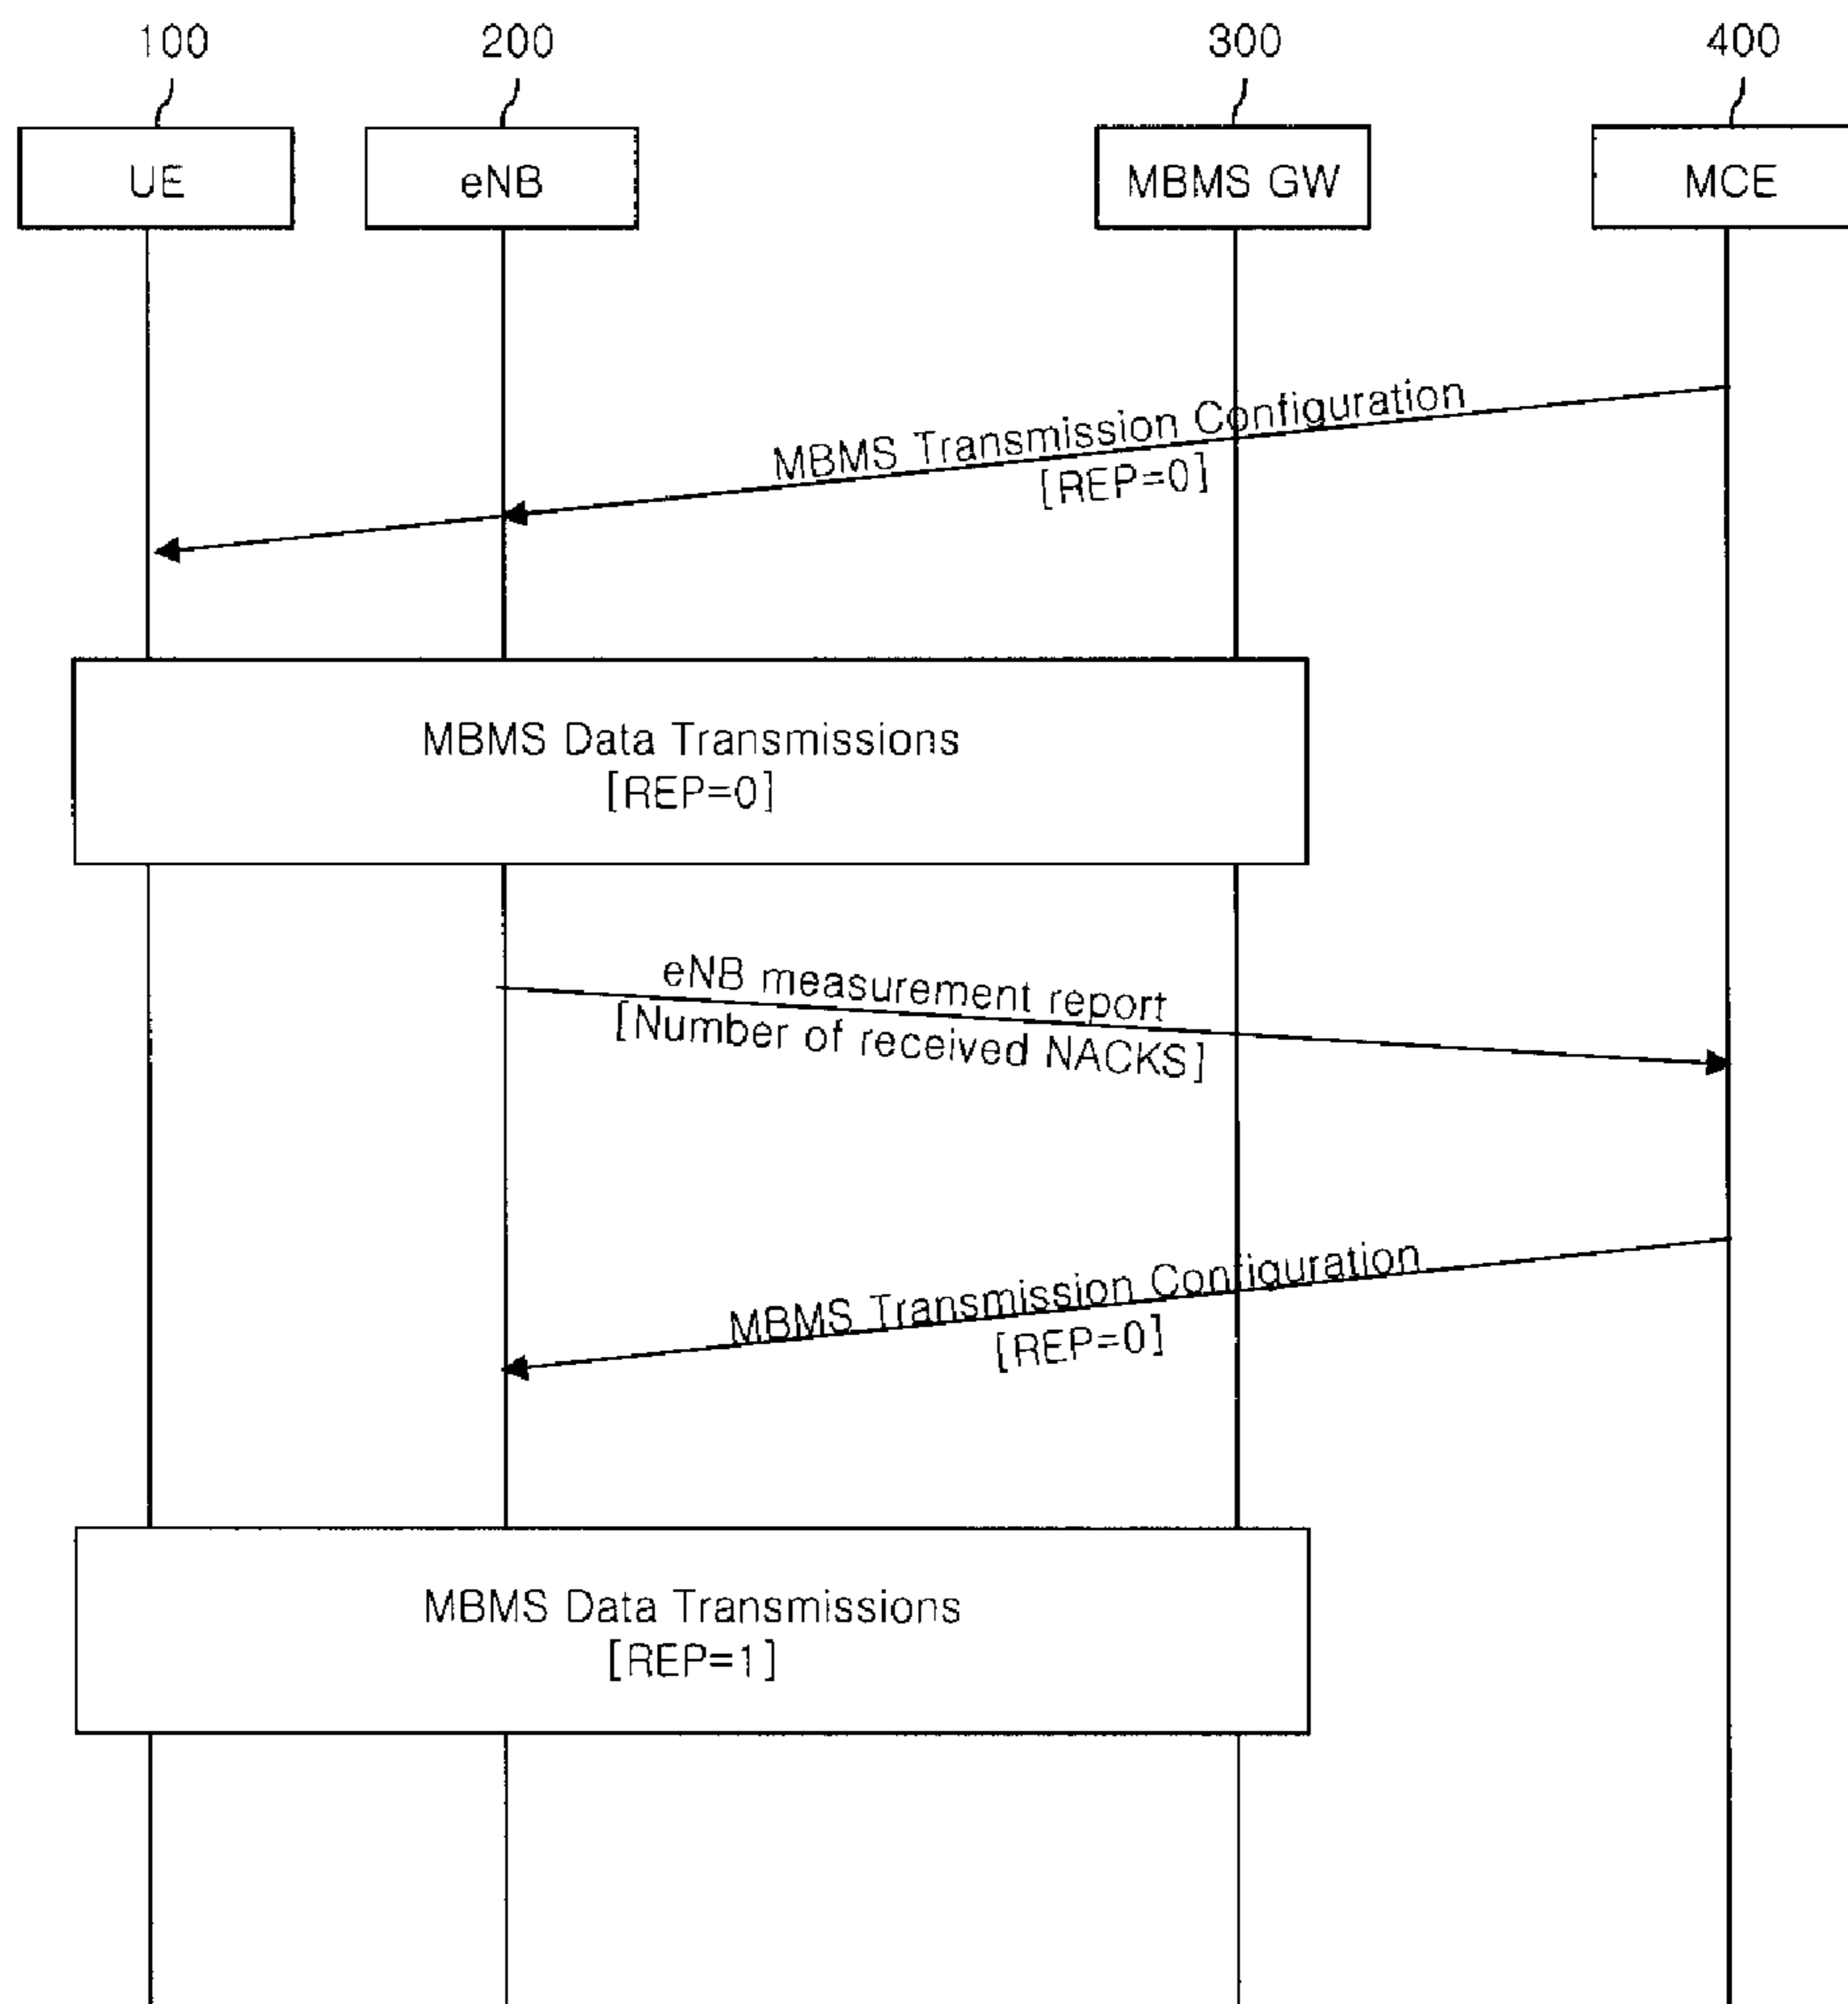 100
200
300
400
UE
eNB
MBMS GW
MCE
MBMS Transmission Configuration
[REP=0]
MBMS Data Transmissions
[REP=0]
eNB measurement report
[Number of received NACKS]
MBMS Transmission Configuration
[REP=0]
MBMS Data Transmissions
[REP=1]